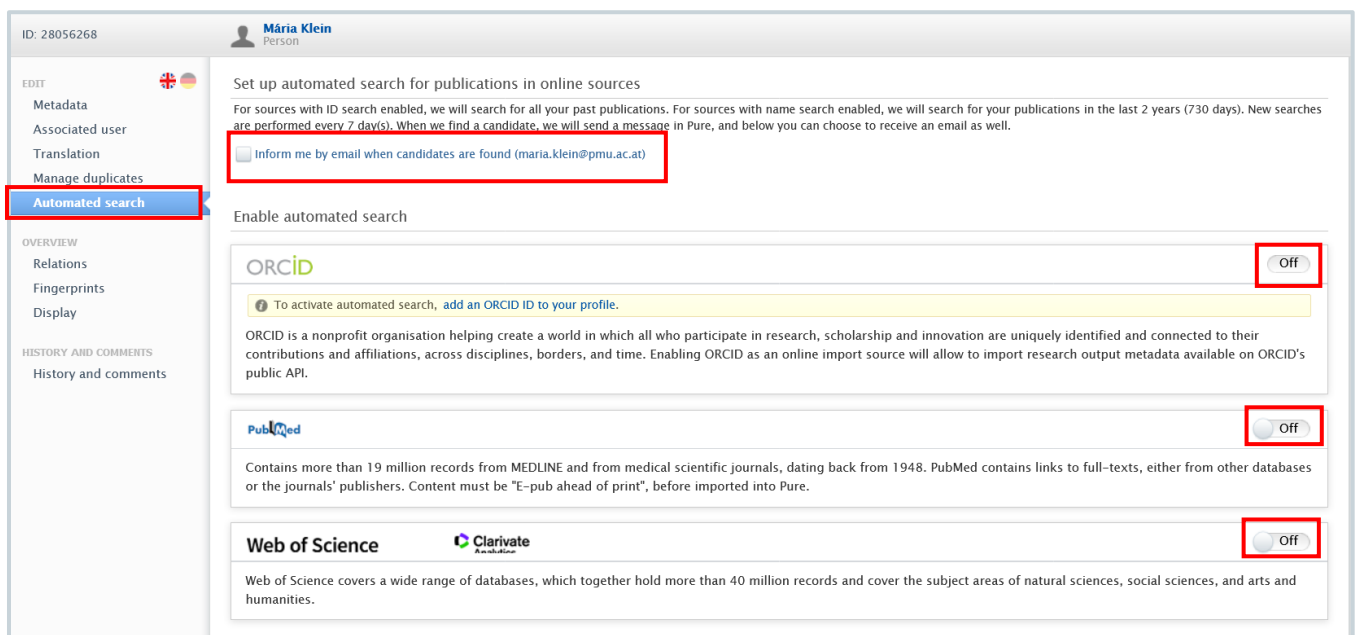 ID: 28056268
Mária Klein
Person
EDIT
Metadata
Associated user
Translation
Manage duplicates
Automated search
OVERVIEW
Relations
Fingerprints
Display
HISTORY AND COMMENTS
History and comments
Set up automated search for publications in online sources
For sources with ID search enabled, we will search for all your past publications. For sources with name search enabled, we will search for your publications in the last 2 years (730 days). New searches
are performed every 7 day(s). When we find a candidate, we will send a message in Pure, and below you can choose to receive an email as well.
Inform me by email when candidates are found (maria.klein@pmu.ac.at)
Enable automated search
ORCID
Off
To activate automated search, add an ORCID ID to your profile.
ORCID is a nonprofit organisation helping create a world in which all who participate in research, scholarship and innovation are uniquely identified and connected to their
contributions and affiliations, across disciplines, borders, and time. Enabling ORCID as an online import source will allow to import research output metadata available on ORCID's
public API.
PubMed
Off
Contains more than 19 million records from MEDLINE and from medical scientific journals, dating back from 1948. PubMed contains links to full-texts, either from other databases
or the journals' publishers. Content must be "E-pub ahead of print", before imported into Pure.
Web of Science
Clarivate
Analytics
Off
Web of Science covers a wide range of databases, which together hold more than 40 million records and cover the subject areas of natural sciences, social sciences, and arts and
humanities.